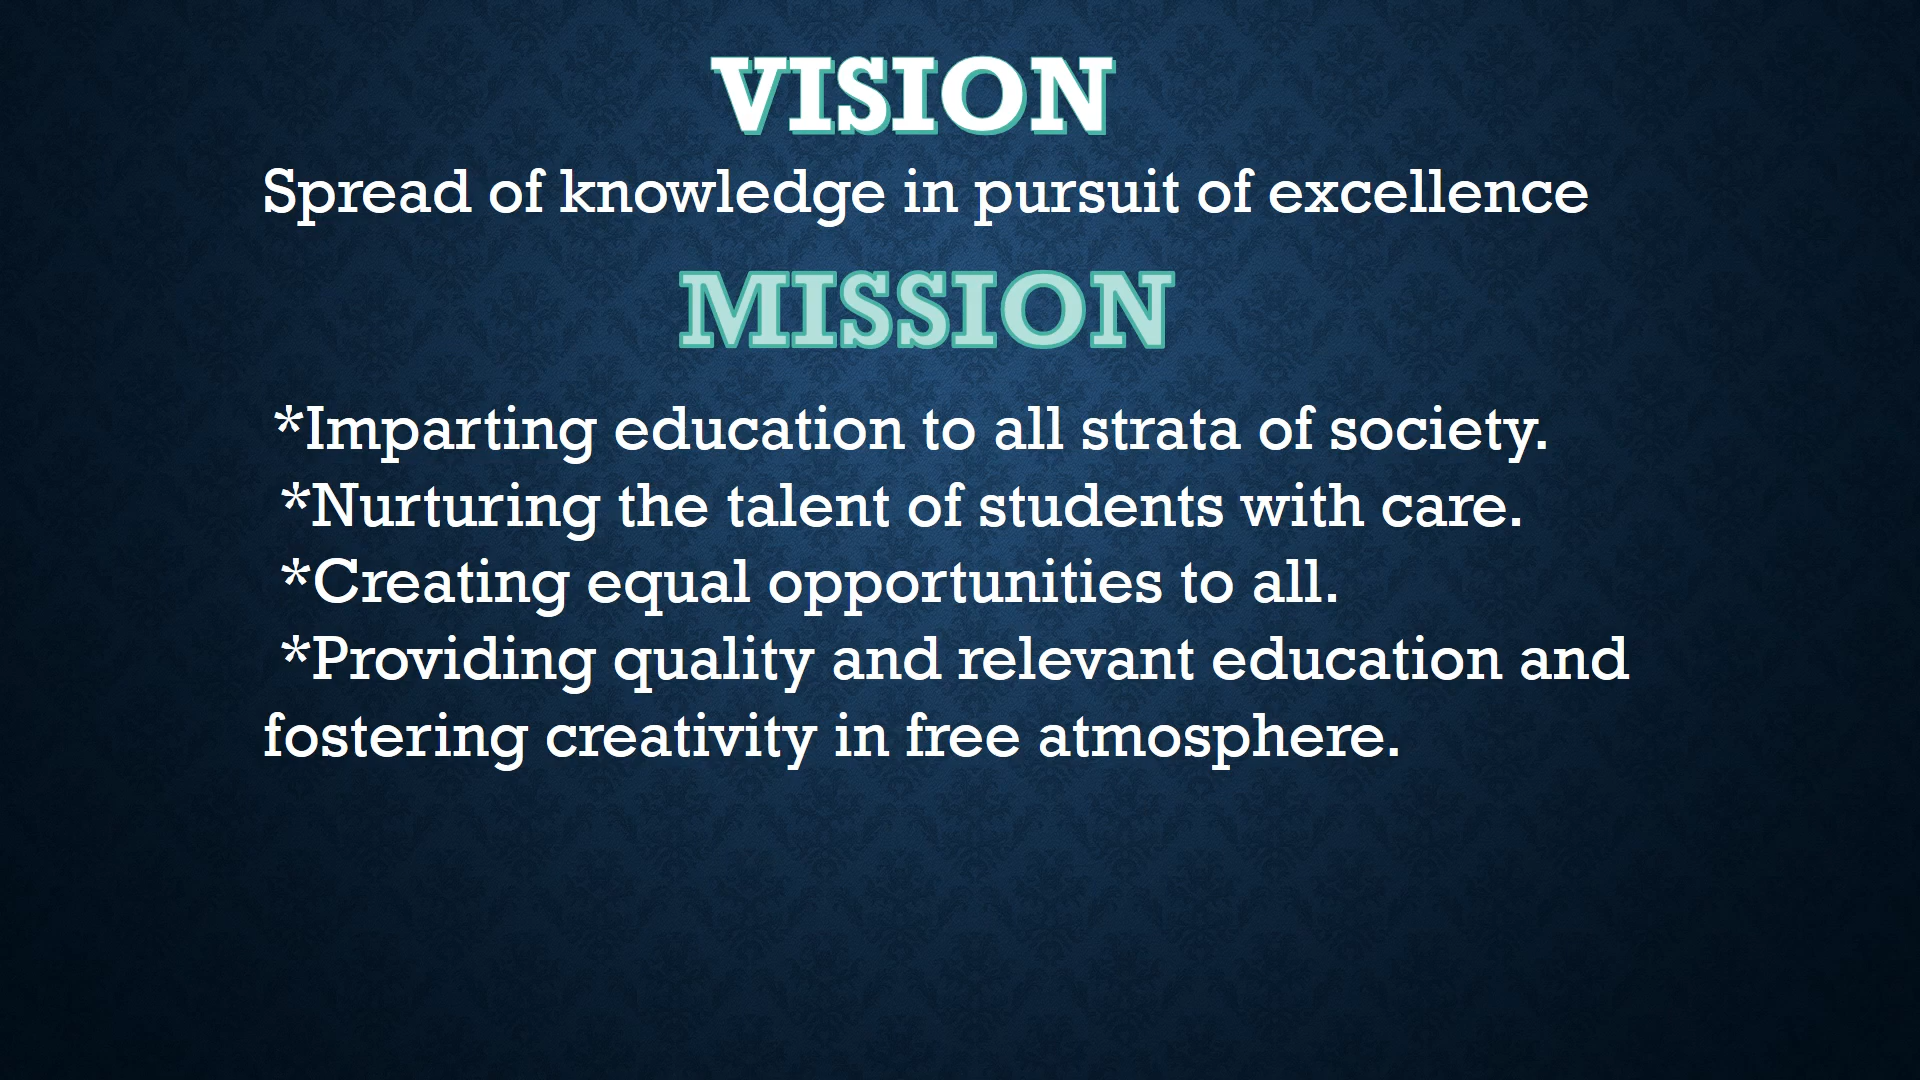 VISION
Spread of knowledge in pursuit of excellence
MISSION
*Imparting education to all strata of society.
*Nurturing the talent of students with care.
*Creating equal opportunities to all.
*Providing quality and relevant education and
fostering creativity in free atmosphere.